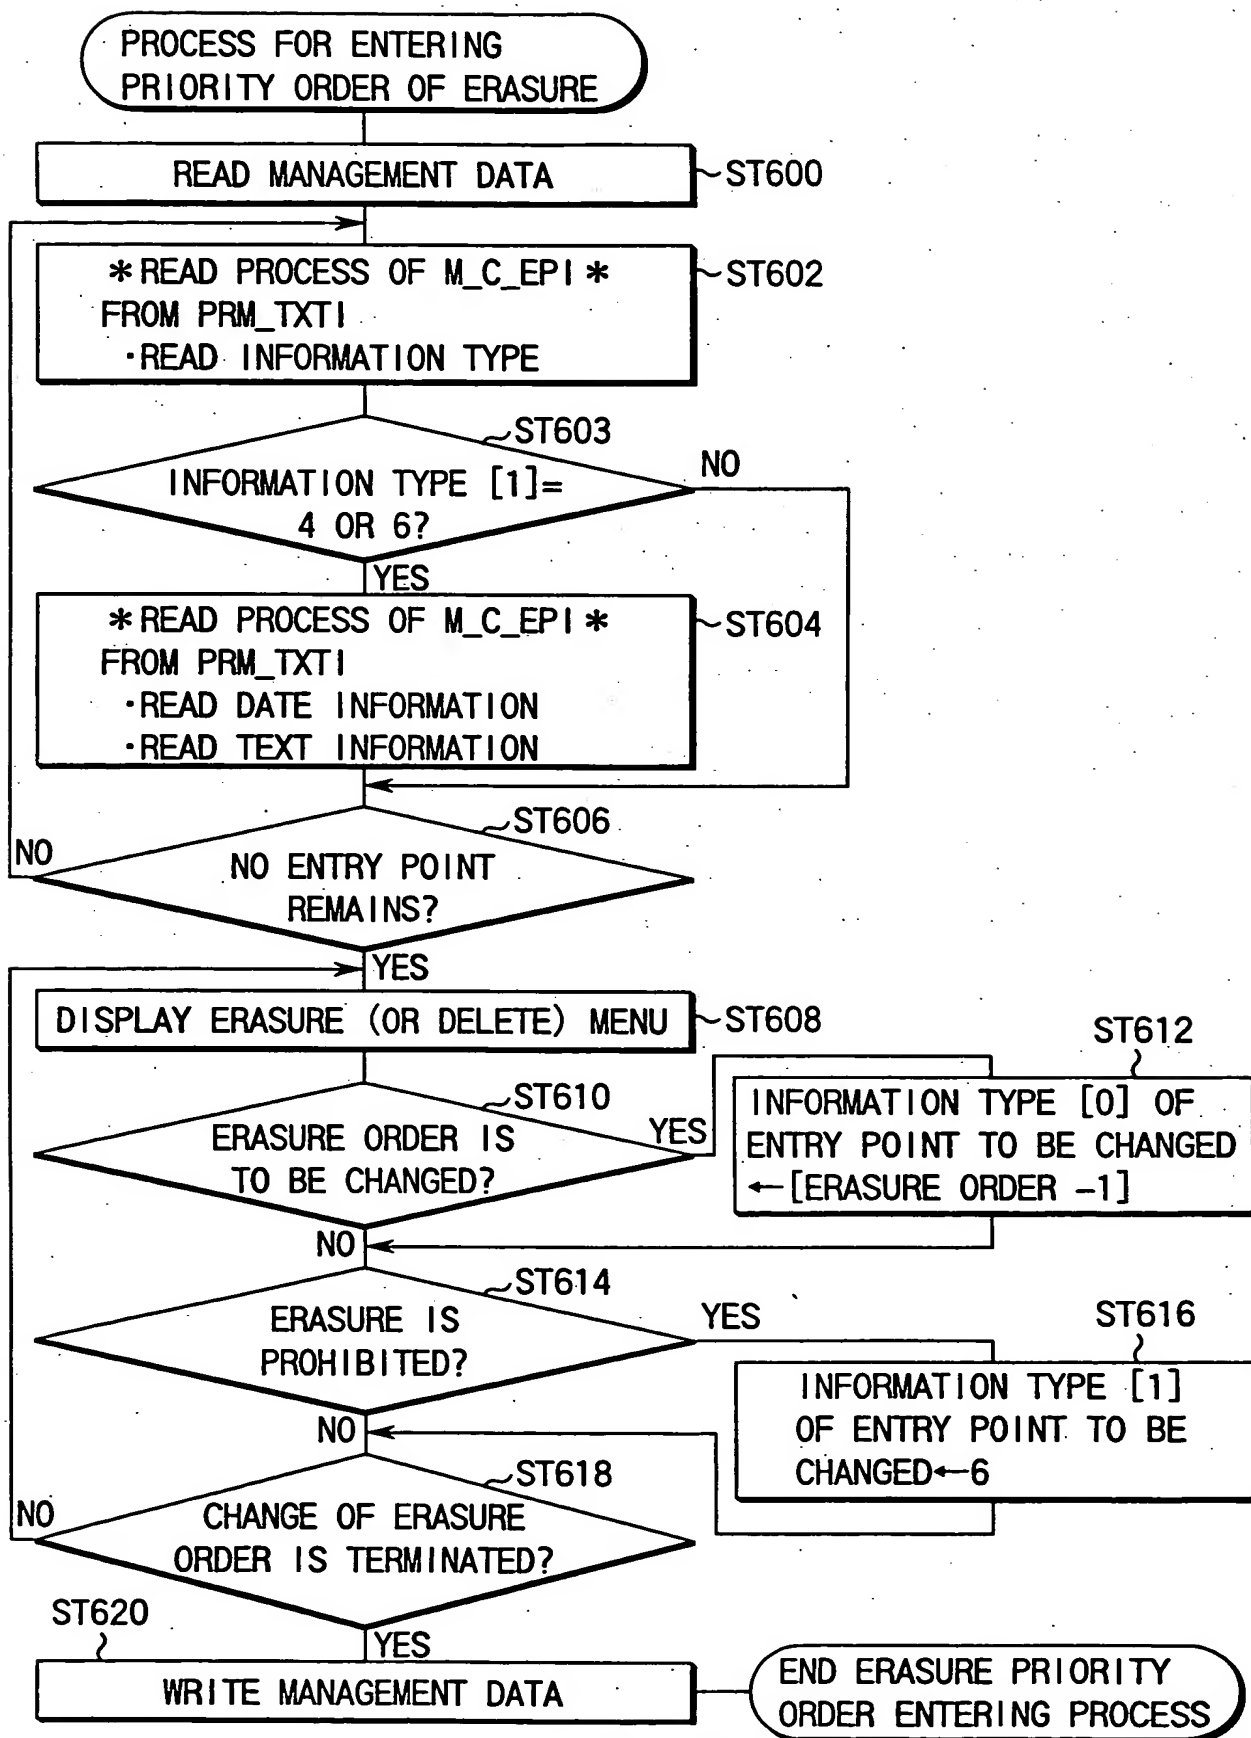 PROCESS FOR ENTERING
PRIORITY ORDER OF ERASURE
READ MANAGEMENT DATA
ST600
*READ PROCESS OF M_C_EPI*
FROM PRM_TXTI
·READ INFORMATION TYPE
ST602
ST603
INFORMATION TYPE [1]=
4 OR 6?
NO
YES
*READ PROCESS OF M_C_EPI*
FROM PRM_TXTI
·READ DATE INFORMATION
·READ TEXT INFORMATION
ST604
ST606
NO ENTRY POINT
REMAINS?
NO
YES
DISPLAY ERASURE (OR DELETE) MENU
ST608
ST610
ERASURE ORDER IS
TO BE CHANGED?
YES
ST612
INFORMATION TYPE [0] OF
ENTRY POINT TO BE CHANGED
←[ERASURE ORDER -1]
NO
ST614
ERASURE IS
PROHIBITED?
YES
ST616
INFORMATION TYPE [1]
OF ENTRY POINT TO BE
CHANGED←6
NO
ST618
CHANGE OF ERASURE
ORDER IS TERMINATED?
NO
YES
ST620
WRITE MANAGEMENT DATA
END ERASURE PRIORITY
ORDER ENTERING PROCESS